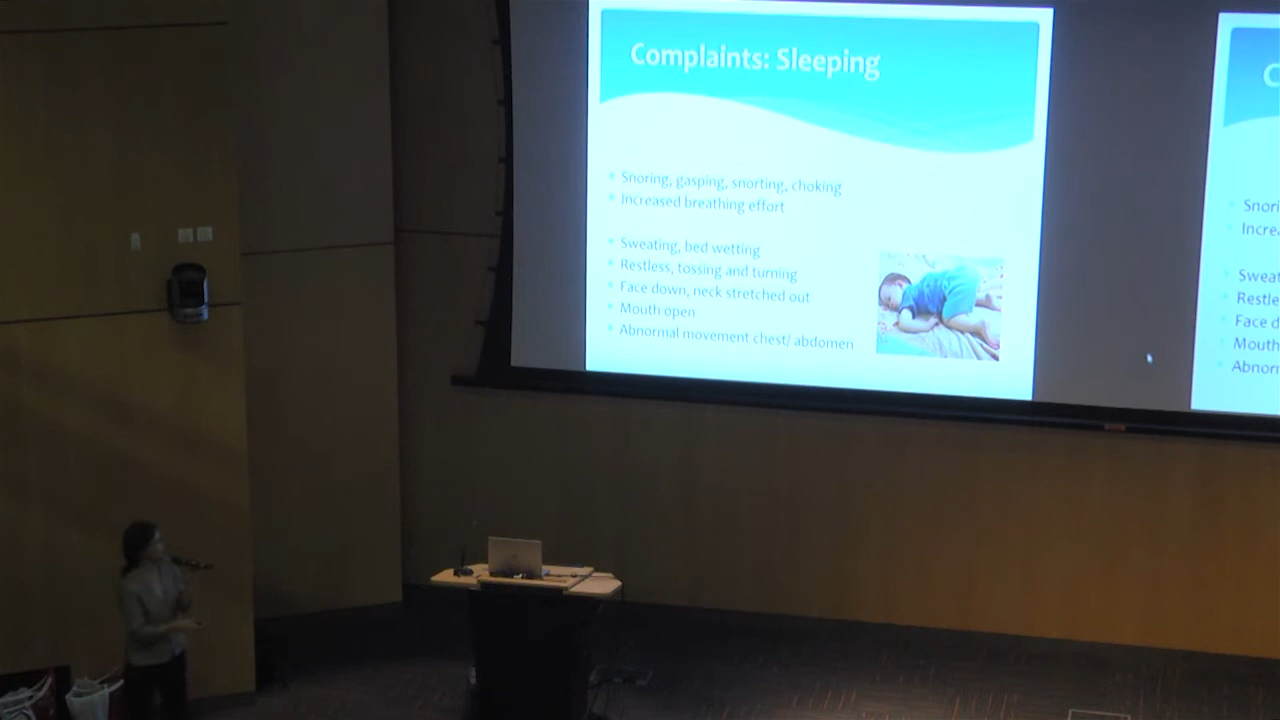 Complaints: Sleeping
Snoring, gasping, snorting, choking
Increased breathing effort
Sweating, bed wetting
Restless, tossing and turning
Face down, neck stretched out
Mouth open
Abnormal movement chest/ abdomen
C
Snori
Increa
Sweat
Restle
Face d
Mouth
Abnorr